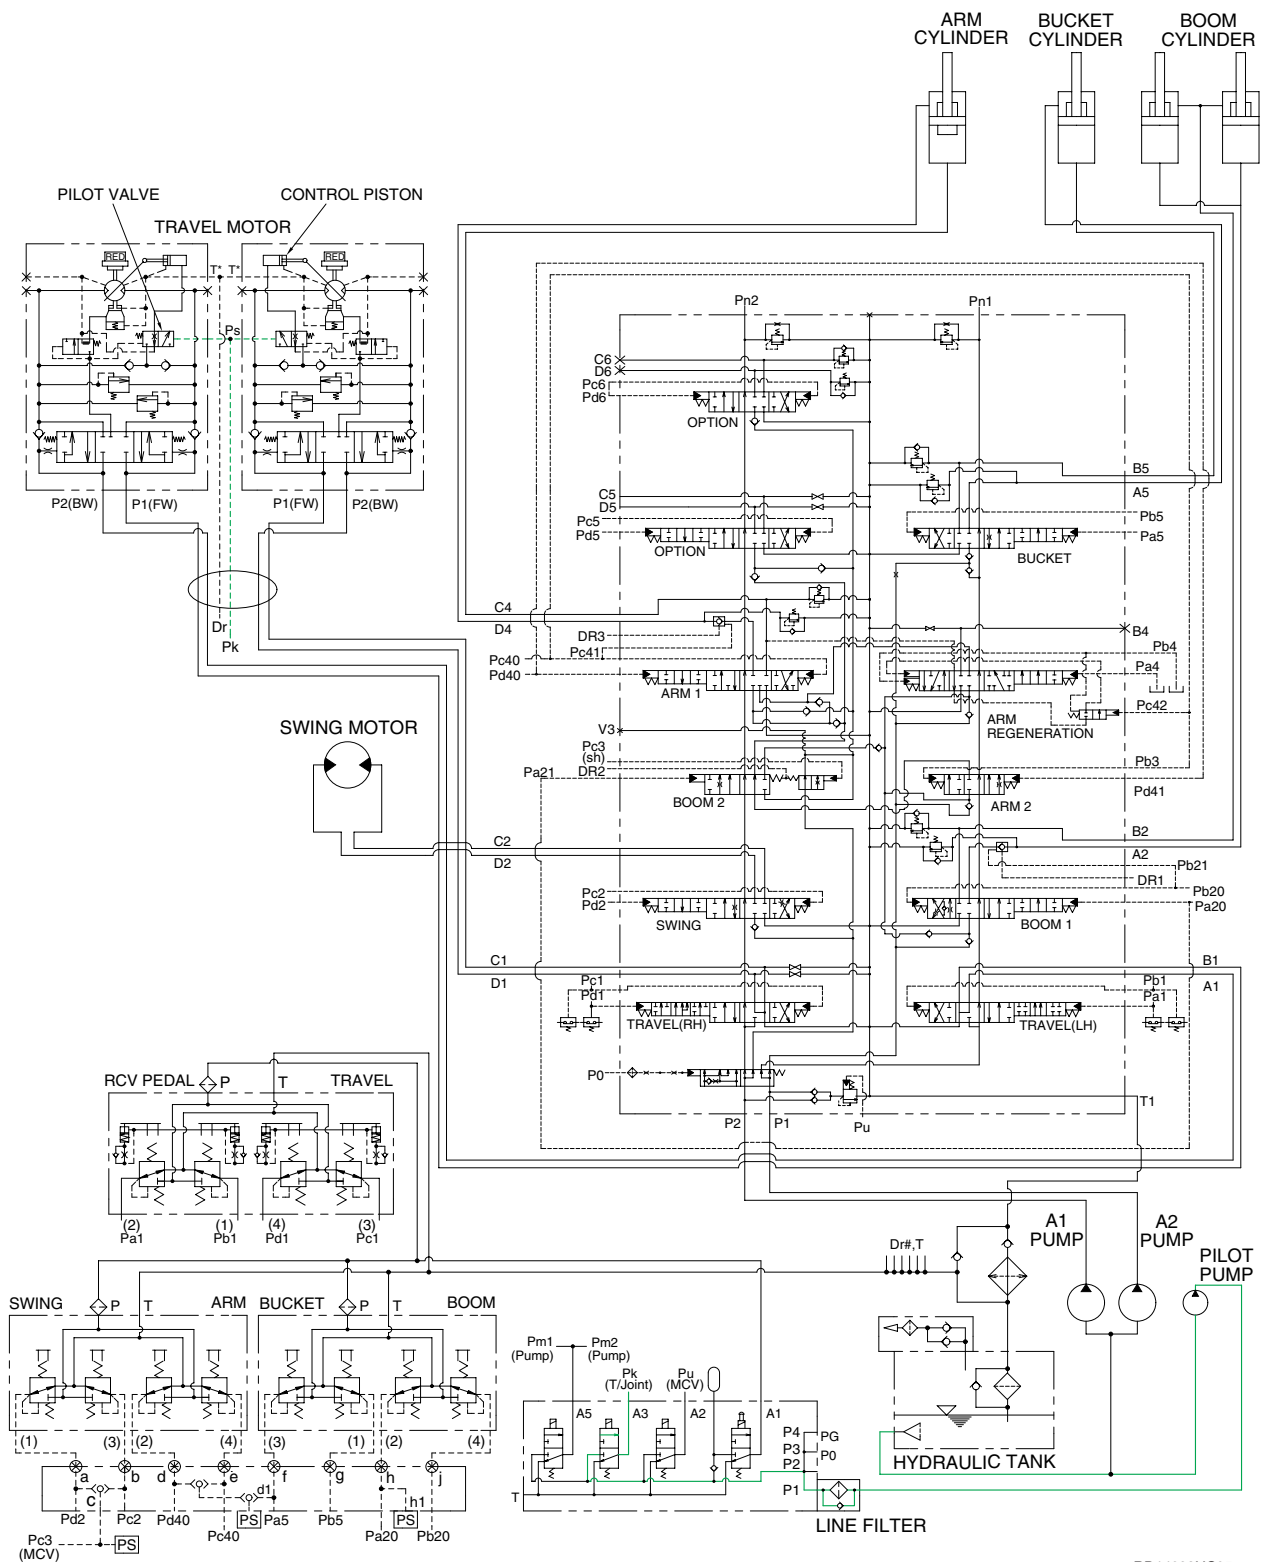 ARM
CYLINDER
BUCKET
CYLINDER
BOOM
CYLINDER
PILOT VALVE
CONTROL PISTON
TRAVEL MOTOR
RED
RED
T*
T*
Ps
P2(BW)
P1(FW)
P1(FW)
P2(BW)
Dr
Pk
Pn2
Pn1
C6
D6
Pc6
Pd6
OPTION
B5
A5
C5
D5
Pc5
Pd5
OPTION
Pb5
Pa5
BUCKET
C4
D4
DR3
Pc41
B4
Pb4
Pc40
Pd40
ARM 1
Pa4
Pc42
ARM
REGENERATION
SWING MOTOR
V3
Pc3
(sh)
DR2
Pa21
BOOM 2
Pb3
Pd41
ARM 2
B2
A2
C2
D2
Pb21
DR1
Pc2
Pd2
SWING
Pb20
Pa20
BOOM 1
C1
D1
B1
A1
Pc1
Pd1
TRAVEL(RH)
Pb1
Pa1
TRAVEL(LH)
P0
P2
P1
Pu
T1
RCV PEDAL
P
T
TRAVEL
(2)
Pa1
(1)
Pb1
(4)
Pd1
(3)
Pc1
A1
PUMP
A2
PUMP
PILOT
PUMP
Dr#,T
SWING
P
T
ARM
BUCKET
P
T
BOOM
(1)
(3)
(2)
(4)
(3)
(1)
(2)
(4)
a
b
d
e
f
g
h
j
c
d1
h1
Pd2
Pc2
Pd40
Pc40
PS
Pa5
Pb5
Pa20
PS
Pb20
Pc3
(MCV)
PS
Pm1
(Pump)
Pm2
(Pump)
Pk
(T/Joint)
Pu
(MCV)
A5
A3
A2
A1
P4
P3
P2
P1
PG
P0
T
LINE FILTER
HYDRAULIC TANK